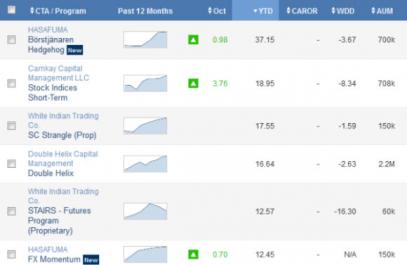 CTA / Program Past 12 Months Oct YTD CAROR WDD AUM
HASAFUMA
Börstjänaren
Hedgehog New
0.98 37.15 - -3.67 700k
Camkay Capital
Management LLC
Stock Indices
Short-Term
3.76 18.95 - -8.34 708k
White Indian Trading
Co.
SC Strangle (Prop)
17.55 - -1.59 150k
Double Helix Capital
Management
Double Helix
16.64 - -2.63 2.2M
White Indian Trading
Co.
STAIRS - Futures
Program
(Proprietary)
12.57 - -16.30 60k
HASAFUMA
FX Momentum New
0.70 12.45 - N/A 150k